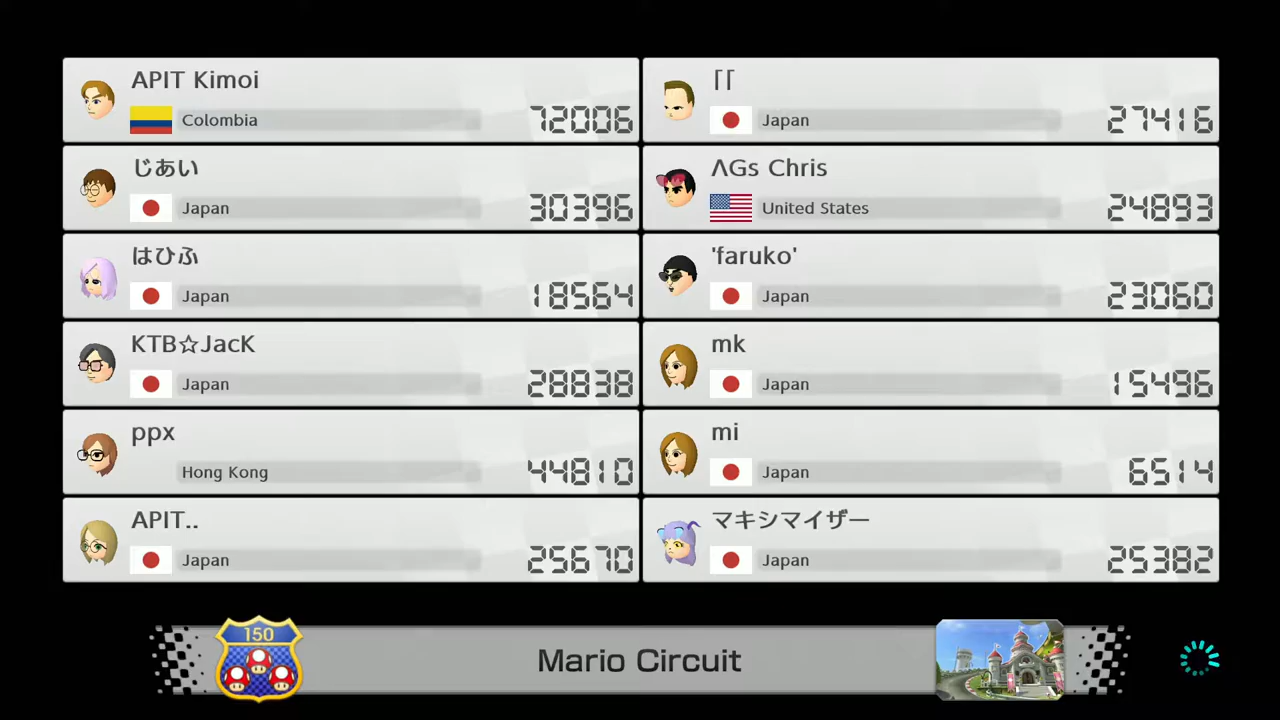 APIT Kimoi
Colombia 72006
じあい
Japan 30396
はひふ
Japan 18564
KTB☆JacK
Japan 28838
ppx
Hong Kong 44810
APIT..
Japan 25670
⎡⎡
Japan 27416
ΛGs Chris
United States 24893
'faruko'
Japan 23060
mk
Japan 15496
mi
Japan 6514
マキシマイザー
Japan 25382
150
Mario Circuit